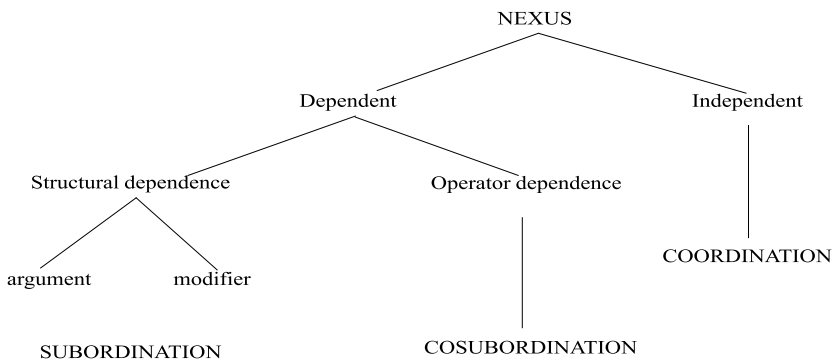 NEXUS
Dependent Independent
Structural dependence Operator dependence
COORDINATION
argument modifier
SUBORDINATION COSUBORDINATION